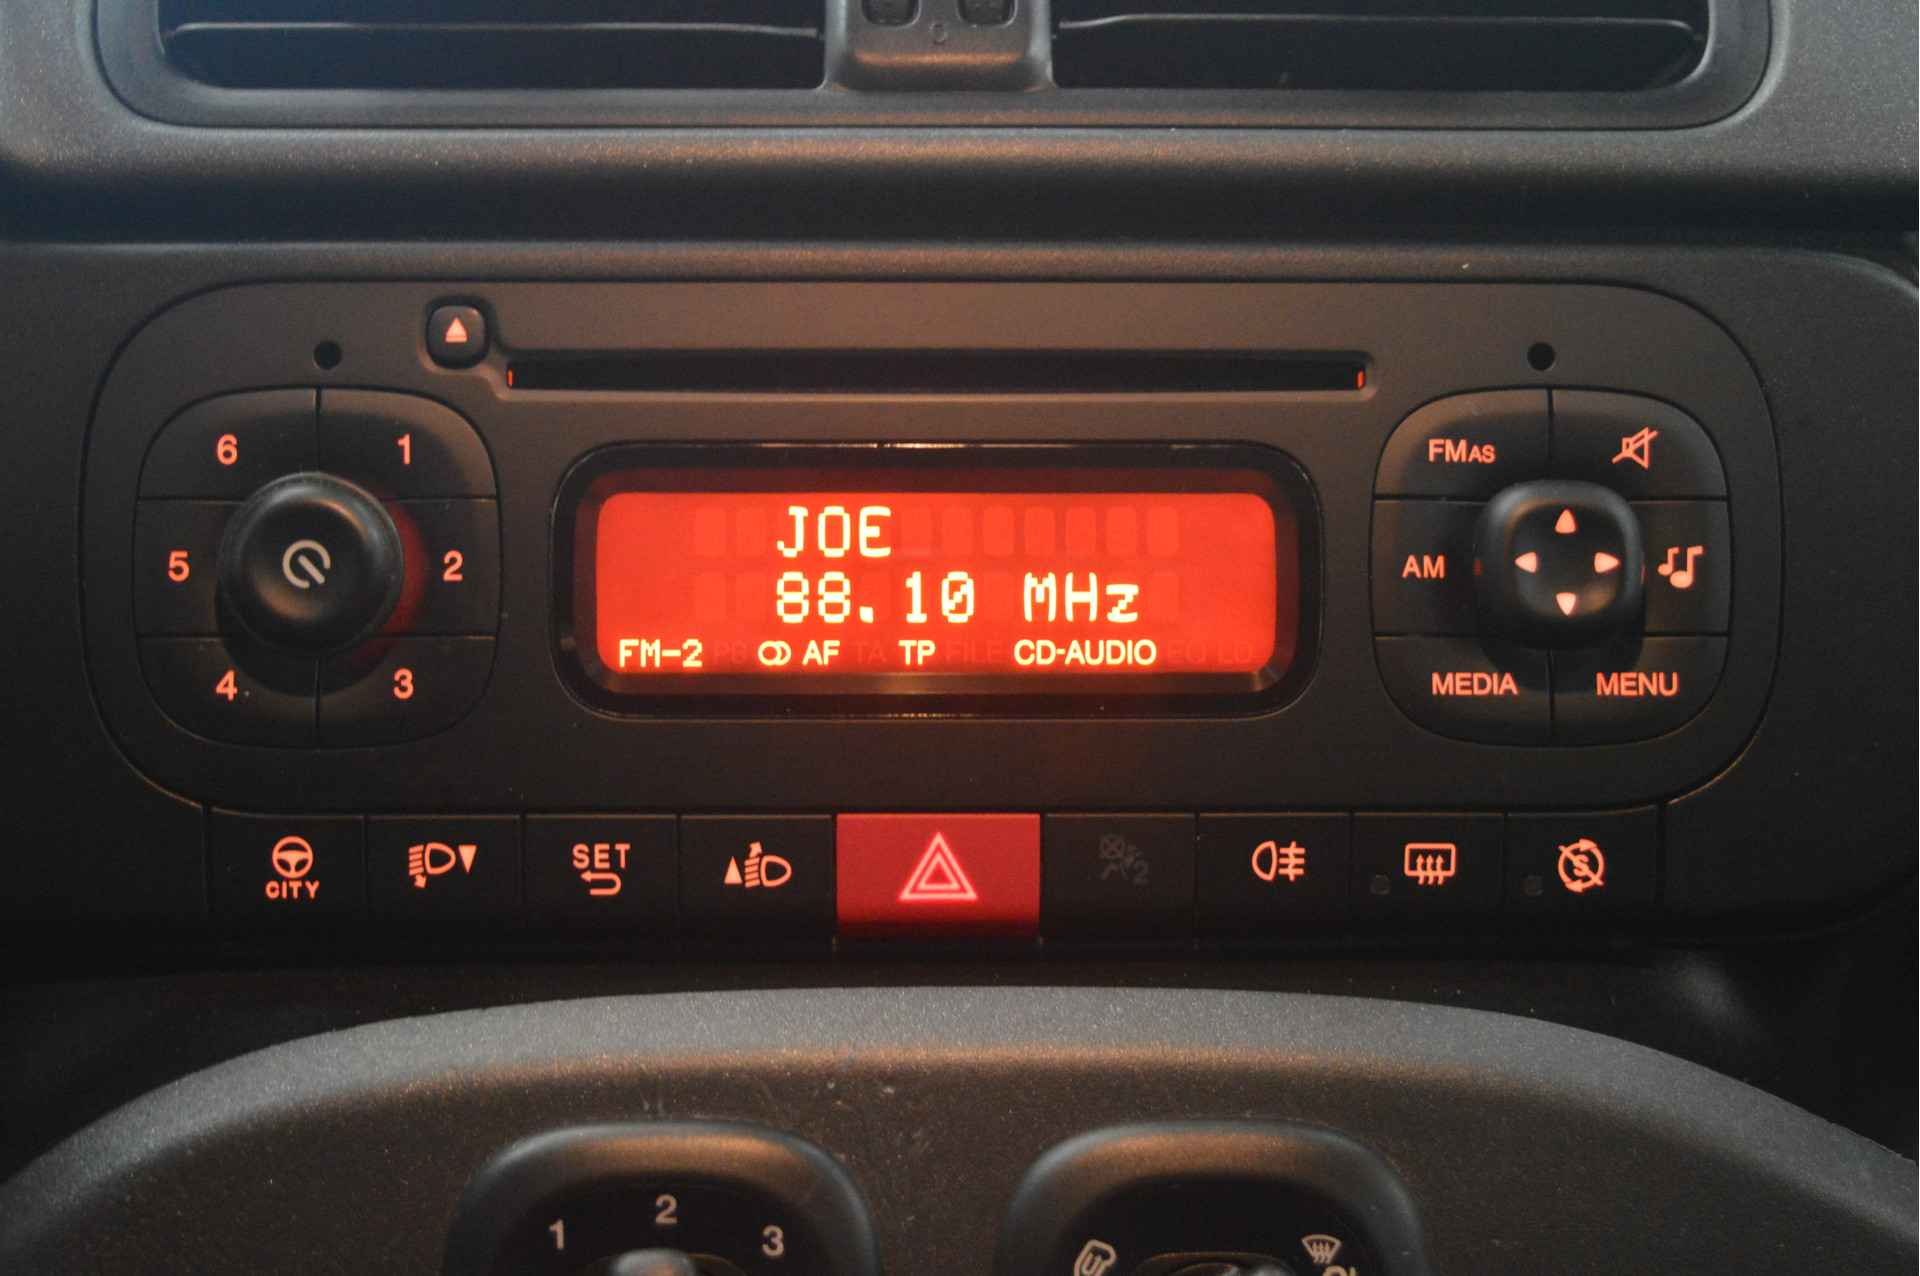 6 1
5 2
4 3
JOE
88.10 MHz
FM-2 AF TP CD-AUDIO
FMAS
AM
MEDIA MENU
CITY
SET
2
1 2 3